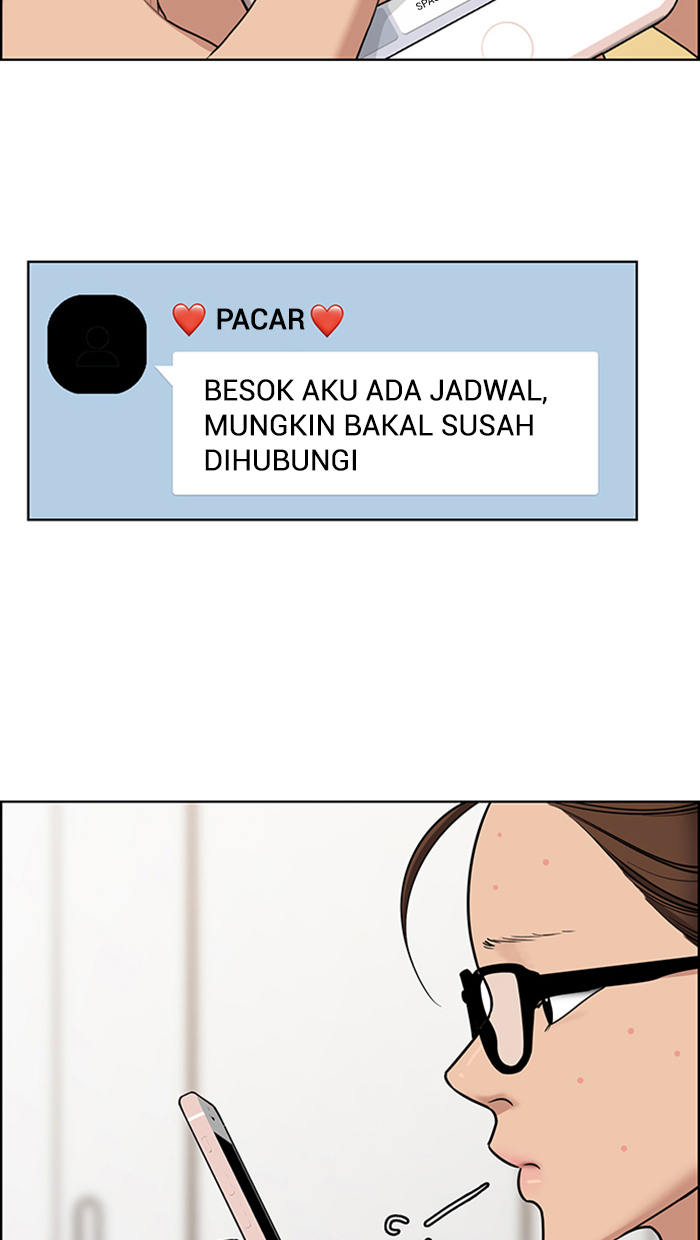 ❤️ PACAR ❤️
BESOK AKU ADA JADWAL,
MUNGKIN BAKAL SUSAH
DIHUBUNGI